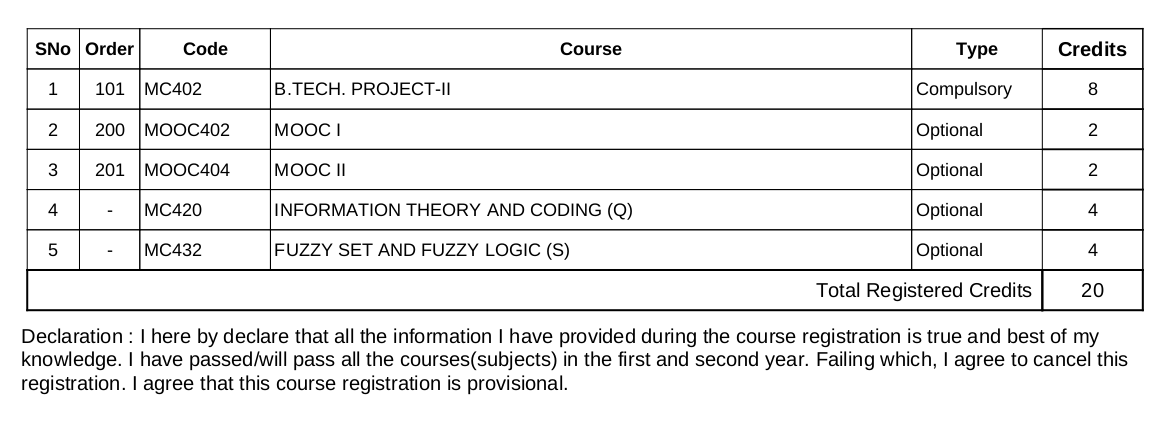 SNo Order Code Course Type Credits
1 101 MC402 B.TECH. PROJECT-II Compulsory 8
2 200 MOOC402 MOOC I Optional 2
3 201 MOOC404 MOOC II Optional 2
4 - MC420 INFORMATION THEORY AND CODING (Q) Optional 4
5 - MC432 FUZZY SET AND FUZZY LOGIC (S) Optional 4
Total Registered Credits 20
Declaration : I here by declare that all the information I have provided during the course registration is true and best of my
knowledge. I have passed/will pass all the courses(subjects) in the first and second year. Failing which, I agree to cancel this
registration. I agree that this course registration is provisional.